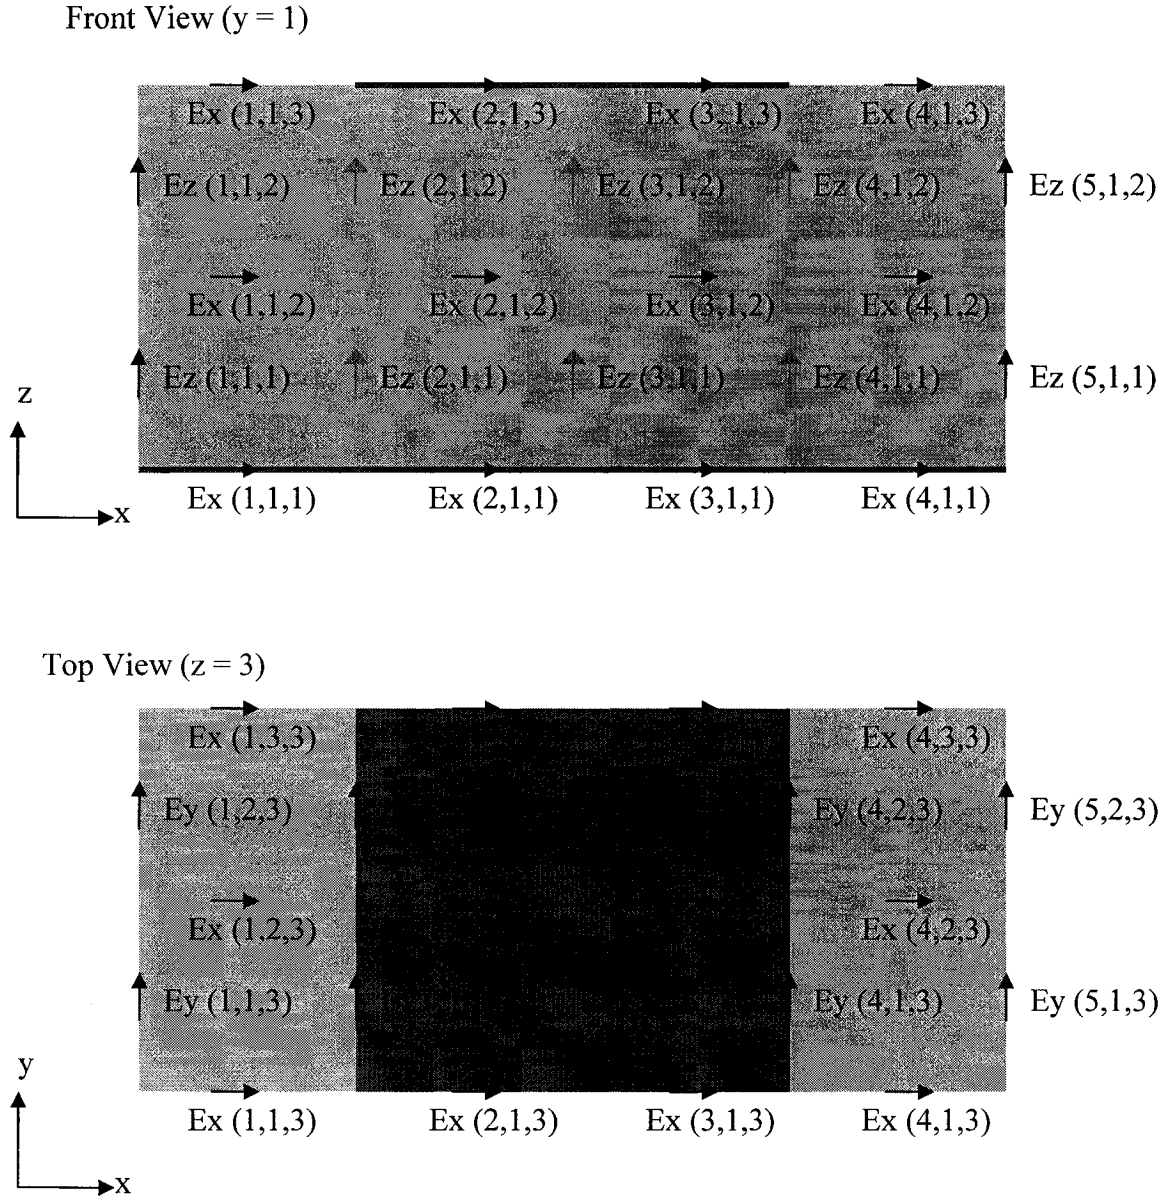 Front View (y = 1)
Ex (1,1,3) Ex (2,1,3) Ex (3,1,3) Ex (4,1,3)
Ez (1,1,2) Ez (2,1,2) Ez (3,1,2) Ez (4,1,2) Ez (5,1,2)
Ex (1,1,2) Ex (2,1,2) Ex (3,1,2) Ex (4,1,2)
Ez (1,1,1) Ez (2,1,1) Ez (3,1,1) Ez (4,1,1) Ez (5,1,1)
z
x
Ex (1,1,1) Ex (2,1,1) Ex (3,1,1) Ex (4,1,1)
Top View (z = 3)
Ex (1,3,3) Ex (4,3,3)
Ey (1,2,3) Ey (4,2,3) Ey (5,2,3)
Ex (1,2,3) Ex (4,2,3)
Ey (1,1,3) Ey (4,1,3) Ey (5,1,3)
y
Ex (1,1,3) Ex (2,1,3) Ex (3,1,3) Ex (4,1,3)
x